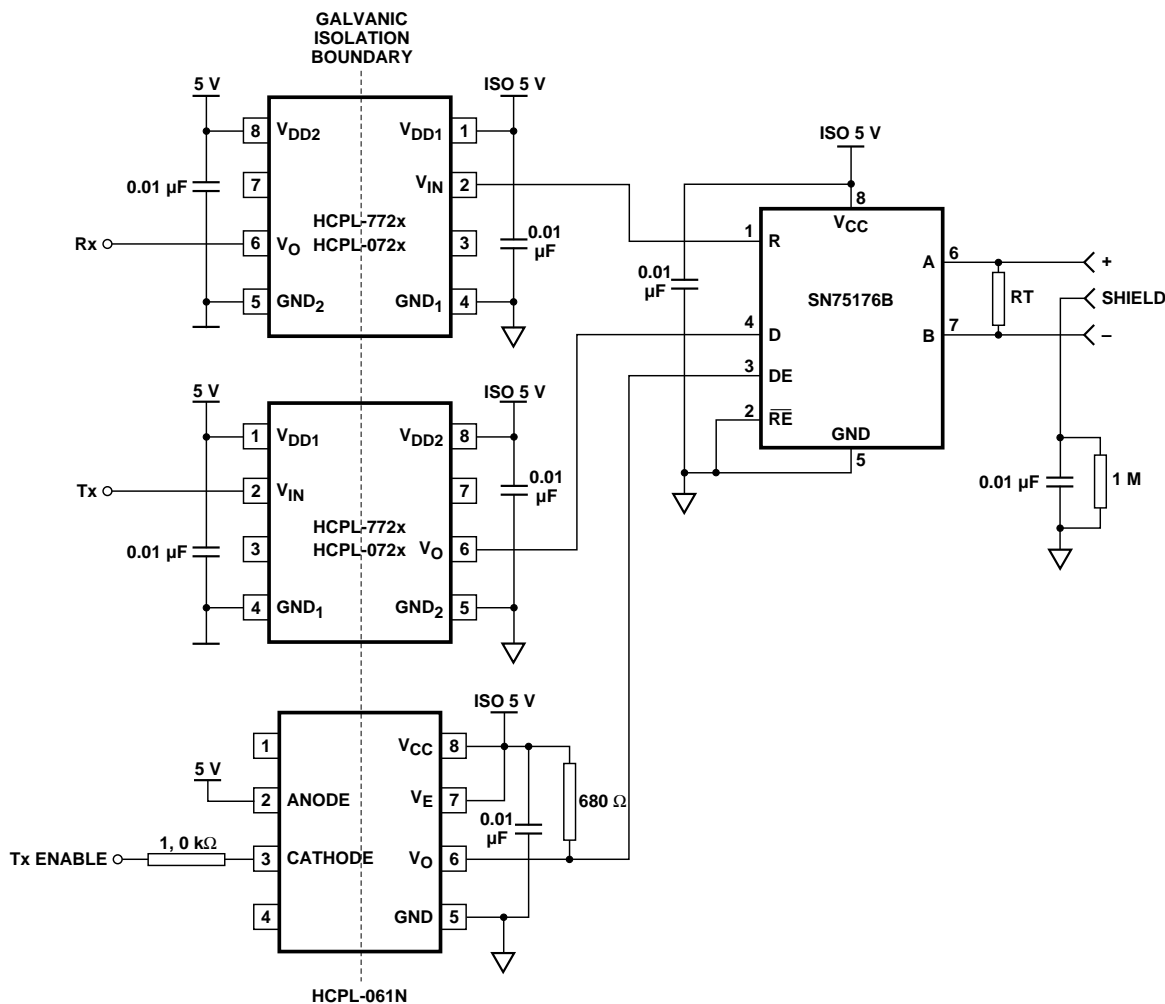 GALVANIC
ISOLATION
BOUNDARY
5 V
ISO 5 V
8 VDD2
VDD1 1
7
VIN 2
0.01 µF
HCPL-772x
HCPL-072x
Rx
6 VO
3
0.01
µF
5 GND2
GND1 4
ISO 5 V
8
VCC
1
R
0.01
µF
SN75176B
A
6
+
RT
SHIELD
4
D
B
7
–
3
DE
2
RE
GND
5
0.01 µF
1 M
5 V
ISO 5 V
1 VDD1
VDD2 8
Tx
2 VIN
7
0.01
µF
HCPL-772x
HCPL-072x
0.01 µF
3
VO 6
4 GND1
GND2 5
ISO 5 V
1
VCC 8
5 V
2 ANODE
VE 7
0.01
µF
680 Ω
Tx ENABLE
1, 0 kΩ
3 CATHODE
VO 6
4
GND 5
HCPL-061N